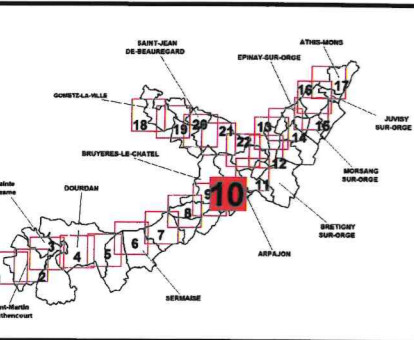 SAINT-JEAN
DE-BEAUREGARD
ATHIS-MONS
EPINAY-SUR-ORGE
GOMETZ-LA-VILLE
16
17
18
19
20
21
13
16
14
22
JUVISY
SUR-ORGE
BRUYERES-LE-CHATEL
12
MORSANG
SUR-ORGE
DOURDAN
9
10
11
8
BRETIGNY
SUR-ORGE
7
6
5
4
3
2
ARPAJON
SERMAISE